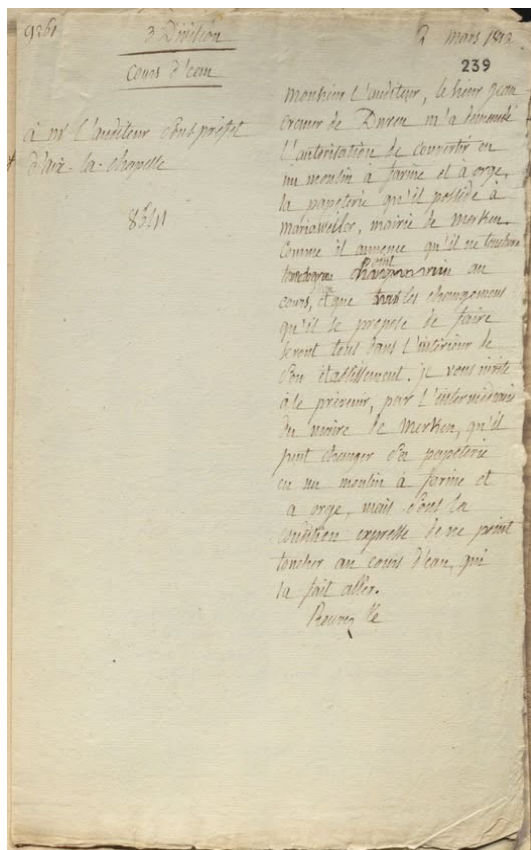 9261
3e Division
2 mars 1812.
239
Cours d'eau
à mr L'auditeur sous préfet
d'aix-la-chapelle
Monsieur L'auditeur, le sieur jean
de Duren m'a demandé
l'autorisation de convertir en
un moulin à farine et à orge,
la papeterie qu'il possède à
Mariaweiler, mairie de Merken.
Comme il annonce qu'il ne touchera
point au
cours, et que les changemens
qu'il se propose de faire
seront tous dans l'intérieur de
son établissement. je vous invite
à le prévenir, par l'intermédiaire
du maire de Merken, qu'il
peut changer sa papeterie
en un moulin à farine et
à orge, mais sous la
condition expresse de ne point
toucher au cours d'eau, qui
la fait aller.
Recevez &e